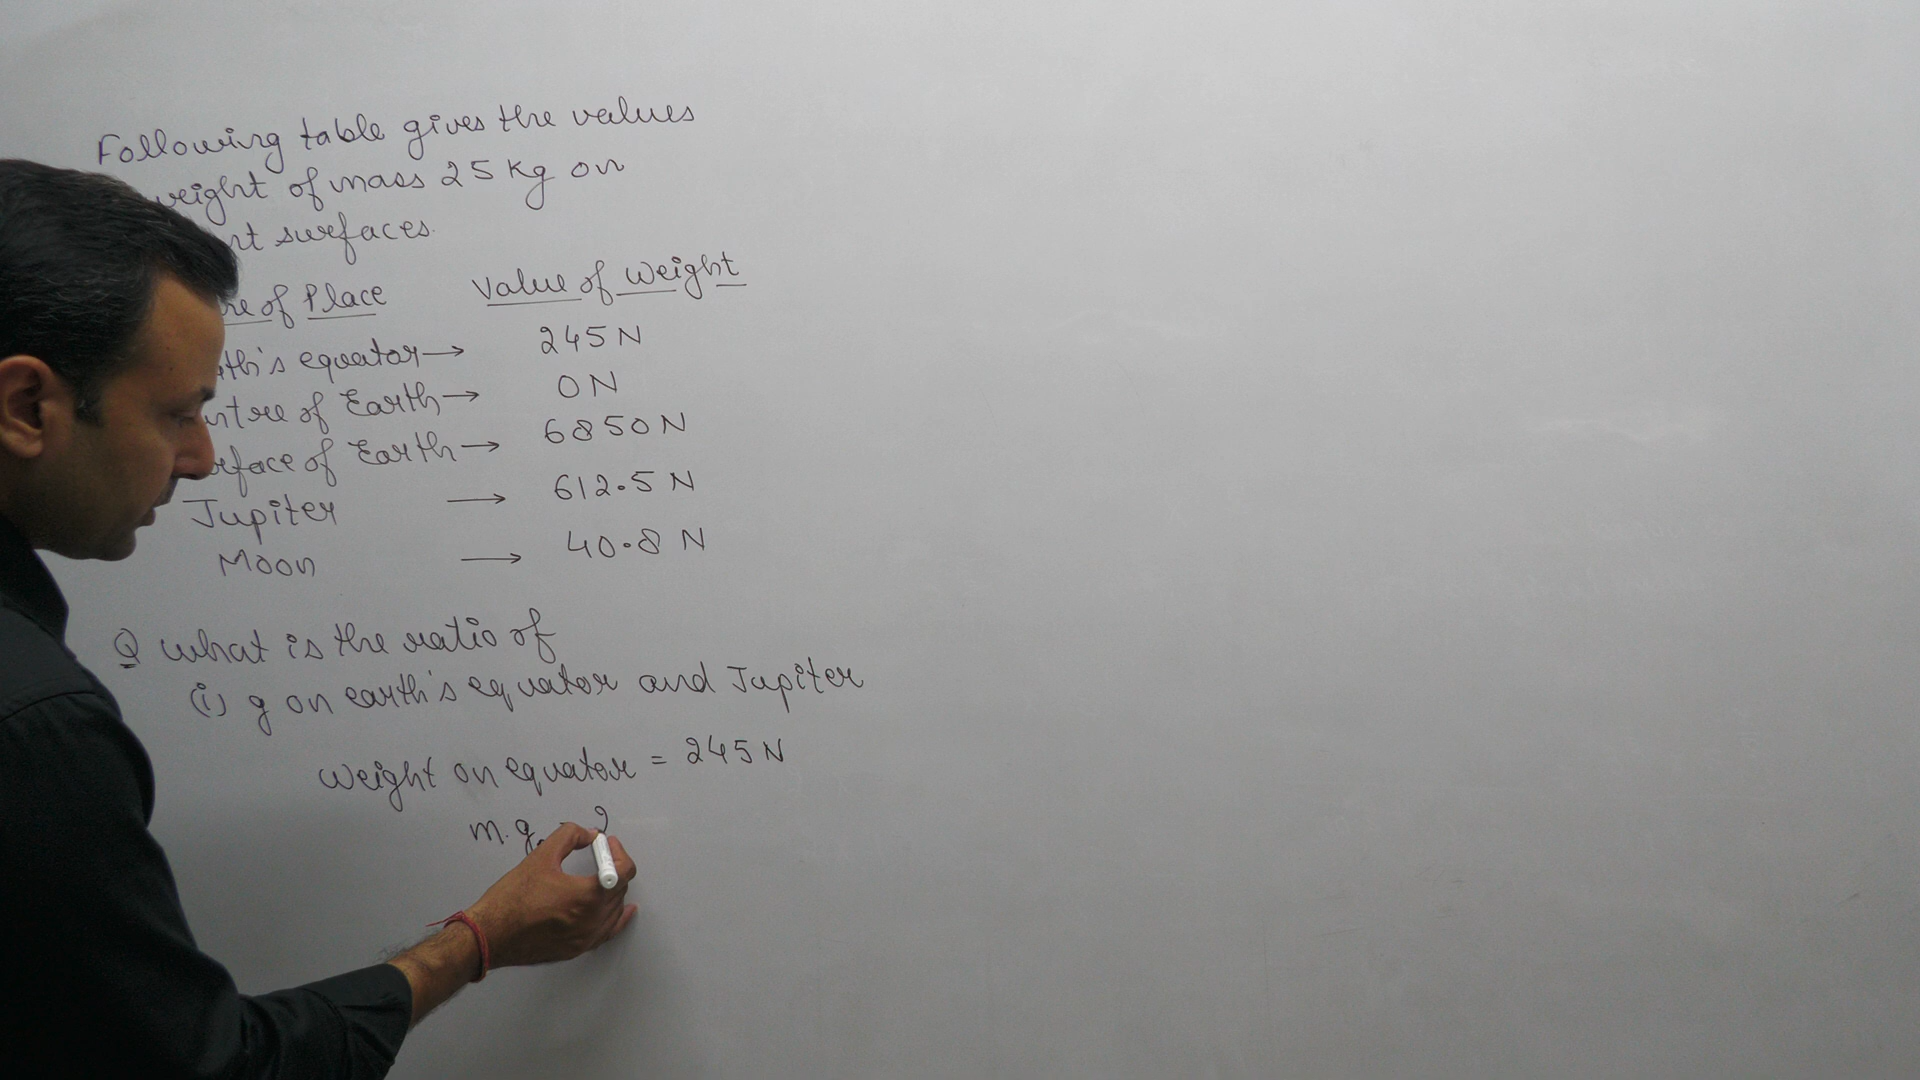 Following table gives the values
weight of mass 25 kg on
surfaces.
of Place Value of Weight
equator → 245 N
of Earth → 0 N
of Earth → 6850 N
Jupiter → 612.5 N
Moon → 40.8 N
Q what is the ratio of
(i) g on earth's equator and Jupiter
weight on equator = 245 N
m.g